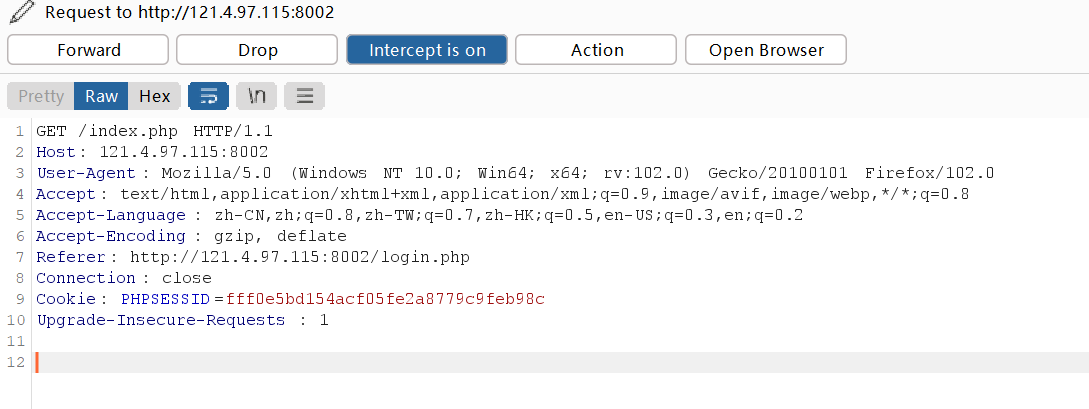 Request to http://121.4.97.115:8002
Forward Drop Intercept is on Action Open Browser
Pretty Raw Hex \n
1 GET /index.php HTTP/1.1
2 Host: 121.4.97.115:8002
3 User-Agent: Mozilla/5.0 (Windows NT 10.0; Win64; x64; rv:102.0) Gecko/20100101 Firefox/102.0
4 Accept: text/html,application/xhtml+xml,application/xml;q=0.9,image/avif,image/webp,*/*;q=0.8
5 Accept-Language: zh-CN,zh;q=0.8,zh-TW;q=0.7,zh-HK;q=0.5,en-US;q=0.3,en;q=0.2
6 Accept-Encoding: gzip, deflate
7 Referer: http://121.4.97.115:8002/login.php
8 Connection: close
9 Cookie: PHPSESSID=fff0e5bd154acf05fe2a8779c9feb98c
10 Upgrade-Insecure-Requests : 1
11
12